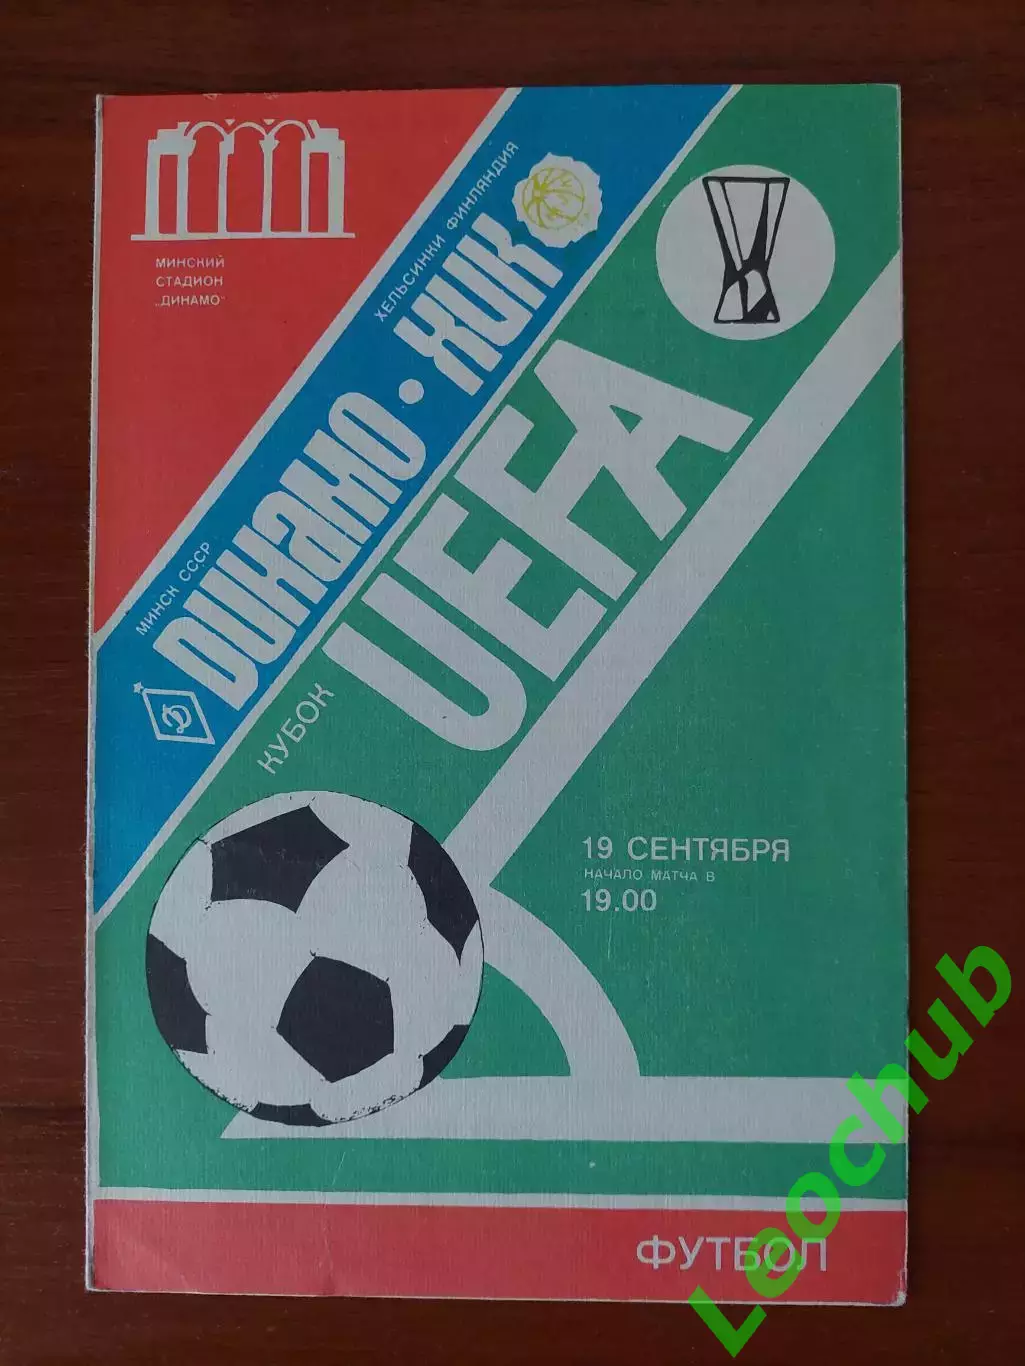 МИНСКИЙ
СТАДИОН
„ДИНАМО"
МИНСК СССР
ДИНАМО • ХИК
ХЕЛЬСИНКИ ФИНЛЯНДИЯ
Д
КУБОК
UEFA
19 СЕНТЯБРЯ
НАЧАЛО МАТЧА В
19.00
ФУТБОЛ
Leochub